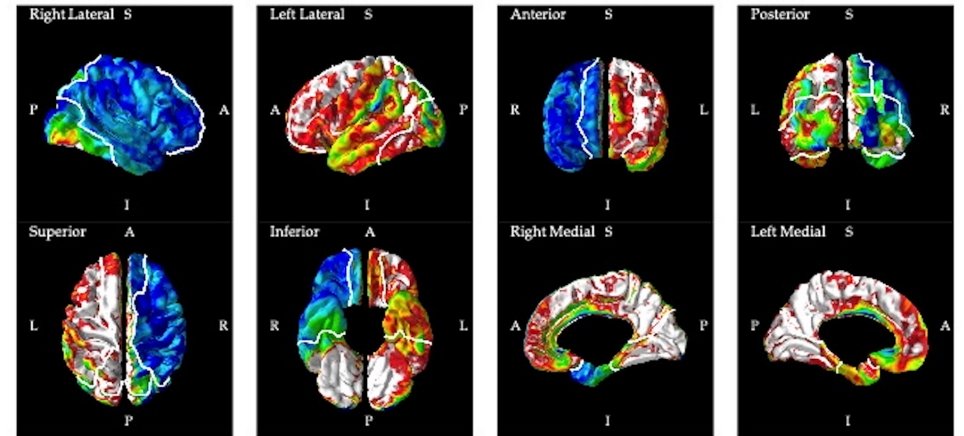 Right Lateral S
P A
I
Left Lateral S
A P
I
Anterior S
R L
I
Posterior S
L R
I
Superior A
L R
P
Inferior A
R L
P
Right Medial S
A P
I
Left Medial S
P A
I